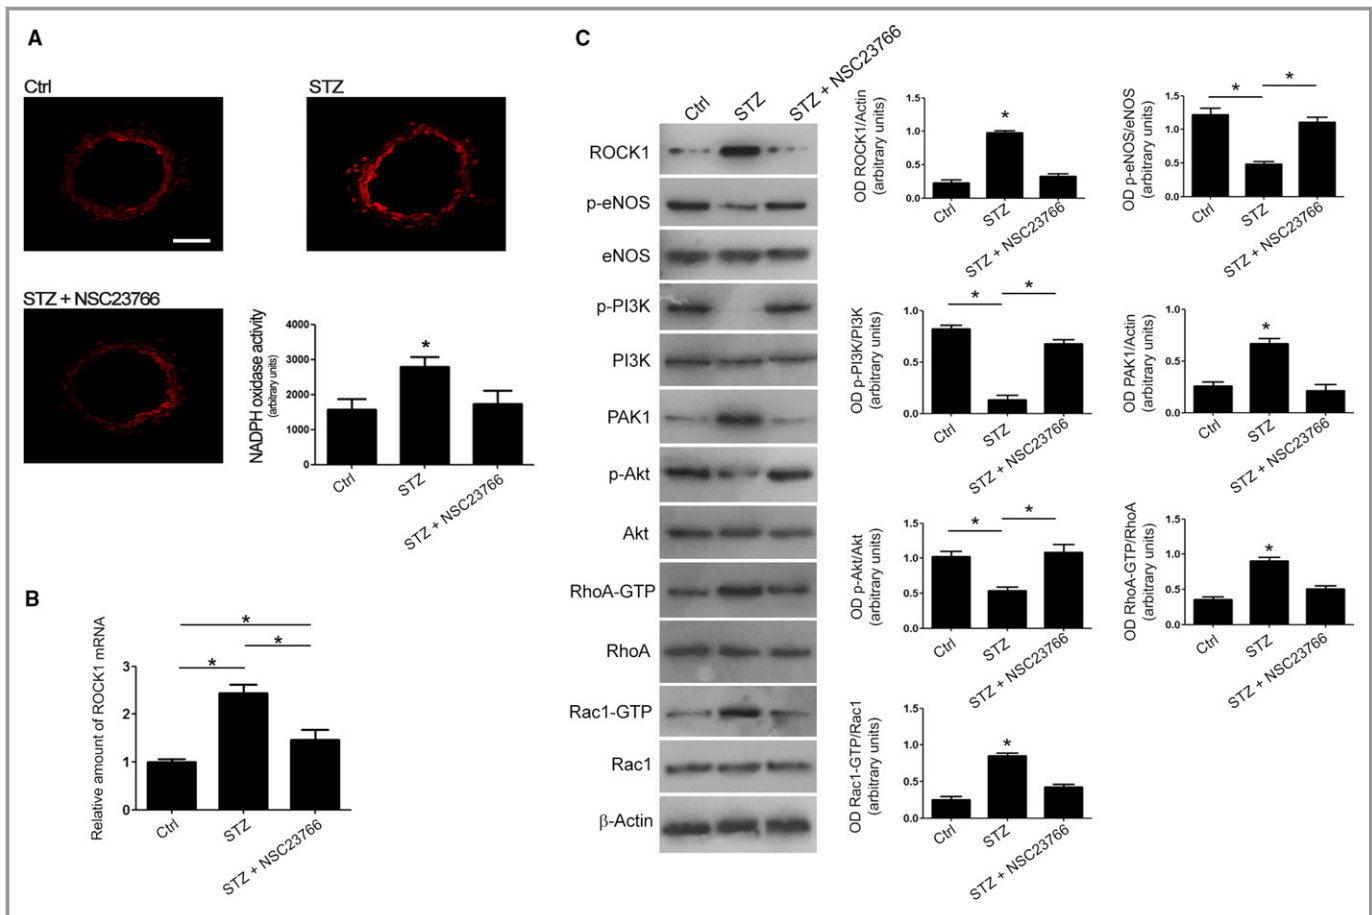 A
Ctrl
STZ
STZ + NSC23766
NADPH oxidase activity
(arbitrary units)
4000
3000
2000
1000
0
*
Ctrl
STZ
STZ + NSC23766
B
Relative amount of ROCK1 mRNA
3
2
1
0
*
*
*
Ctrl
STZ
STZ + NSC23766
C
Ctrl
STZ
STZ + NSC23766
ROCK1
p-eNOS
eNOS
p-PI3K
PI3K
PAK1
p-Akt
Akt
RhoA-GTP
RhoA
Rac1-GTP
Rac1
β-Actin
OD ROCK1/Actin
(arbitrary units)
1.5
1.0
0.5
0.0
*
Ctrl
STZ
STZ + NSC23766
OD p-eNOS/eNOS
(arbitrary units)
1.5
1.0
0.5
0.0
*
*
Ctrl
STZ
STZ + NSC23766
OD p-PI3K/PI3K
(arbitrary units)
1.0
0.5
0.0
*
*
Ctrl
STZ
STZ + NSC23766
OD PAK1/Actin
(arbitrary units)
1.0
0.5
0.0
*
Ctrl
STZ
STZ + NSC23766
OD p-Akt/Akt
(arbitrary units)
1.5
1.0
0.5
0.0
*
*
Ctrl
STZ
STZ + NSC23766
OD RhoA-GTP/RhoA
(arbitrary units)
1.5
1.0
0.5
0.0
*
Ctrl
STZ
STZ + NSC23766
OD Rac1-GTP/Rac1
(arbitrary units)
1.5
1.0
0.5
0.0
*
Ctrl
STZ
STZ + NSC23766